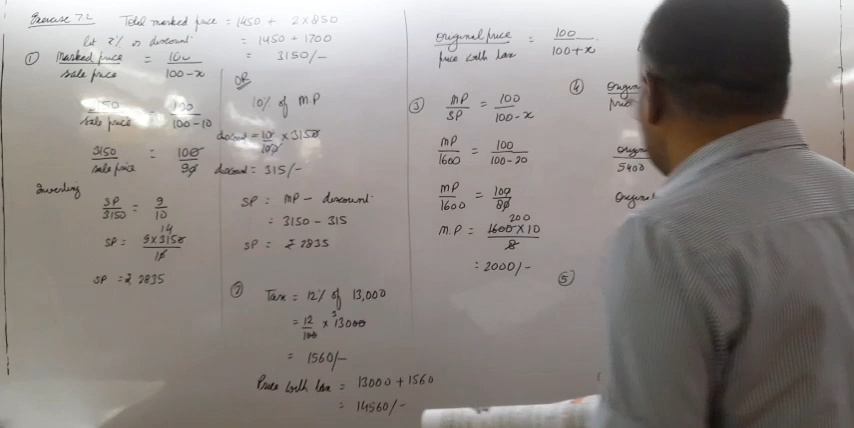 Exercise 7.2
Total marked price = 1450 + 2 x 850
let x% is discount = 1450 + 1700
= 3150/-
① Marked price / sale price = 100 / 100 - x
3150 / sale price = 100 / 100 - 10
3150 / sale price = 100 / 90
Inverting
SP / 3150 = 9 / 10
SP = 9 x 3150 / 10
SP = ₹ 2835
OR
10% of M.P
discount = 10 / 100 x 3150
discount = 315/-
SP = MP - discount
= 3150 - 315
SP = ₹ 2835
Tax = 12% of 13,000
= 12 / 100 x 13000
= 1560/-
Price with tax = 13000 + 1560
= 14560/-
original price / price with tax = 100 / 100 + x
③ MP / SP = 100 / 100 - x
MP / 1600 = 100 / 100 - 20
MP / 1600 = 100 / 80
200
M.P = 1600 x 10 / 8
= 2000/-
④
5400
⑤